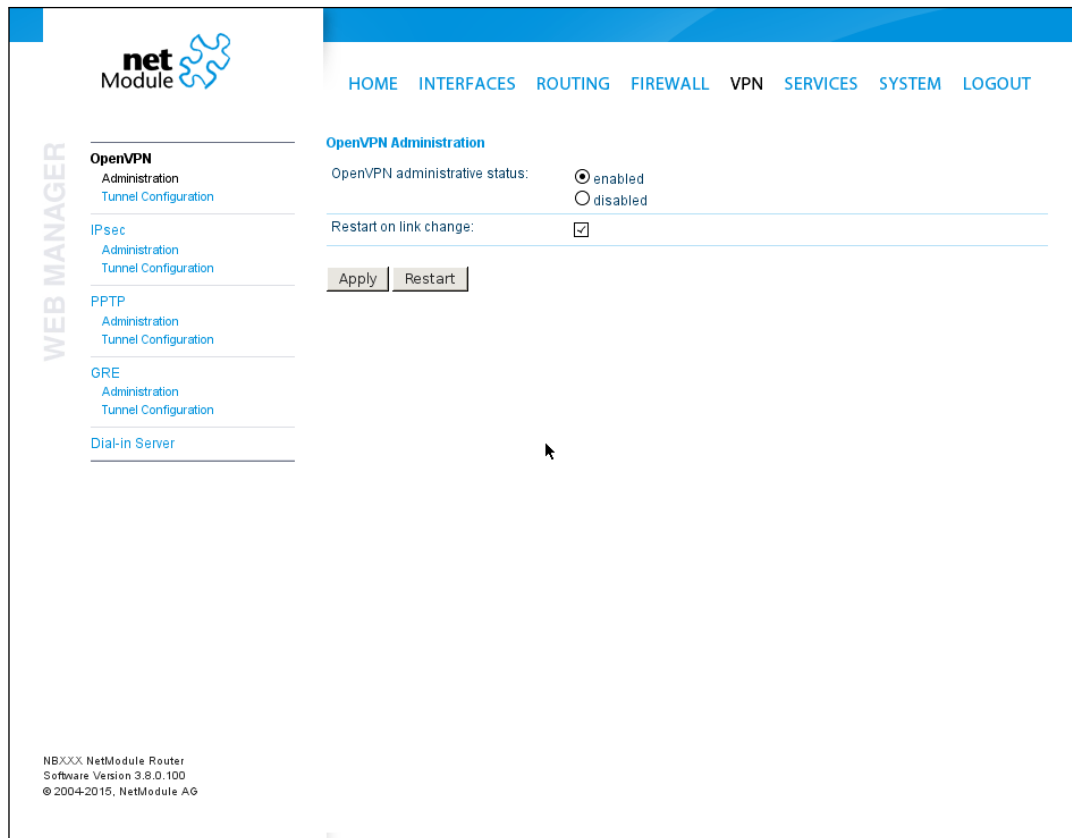 net
Module
HOME INTERFACES ROUTING FIREWALL VPN SERVICES SYSTEM LOGOUT
WEB MANAGER
OpenVPN
Administration
Tunnel Configuration
IPsec
Administration
Tunnel Configuration
PPTP
Administration
Tunnel Configuration
GRE
Administration
Tunnel Configuration
Dial-in Server
OpenVPN Administration
OpenVPN administrative status:
enabled
disabled
Restart on link change:
Apply Restart
NBXXX NetModule Router
Software Version 3.8.0.100
© 2004-2015, NetModule AG